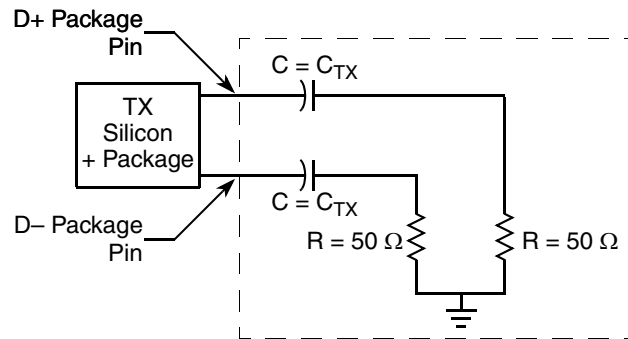 D+ Package
Pin
C = CTX
TX
Silicon
+ Package
C = CTX
D– Package
Pin
R = 50 Ω
R = 50 Ω